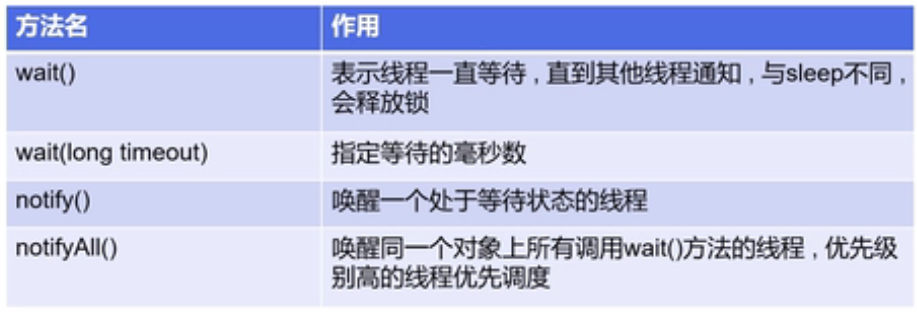 方法名 作用
wait() 表示线程一直等待,直到其他线程通知,与sleep不同,
会释放锁
wait(long timeout) 指定等待的毫秒数
notify() 唤醒一个处于等待状态的线程
notifyAll() 唤醒同一个对象上所有调用wait()方法的线程,优先级
别高的线程优先调度